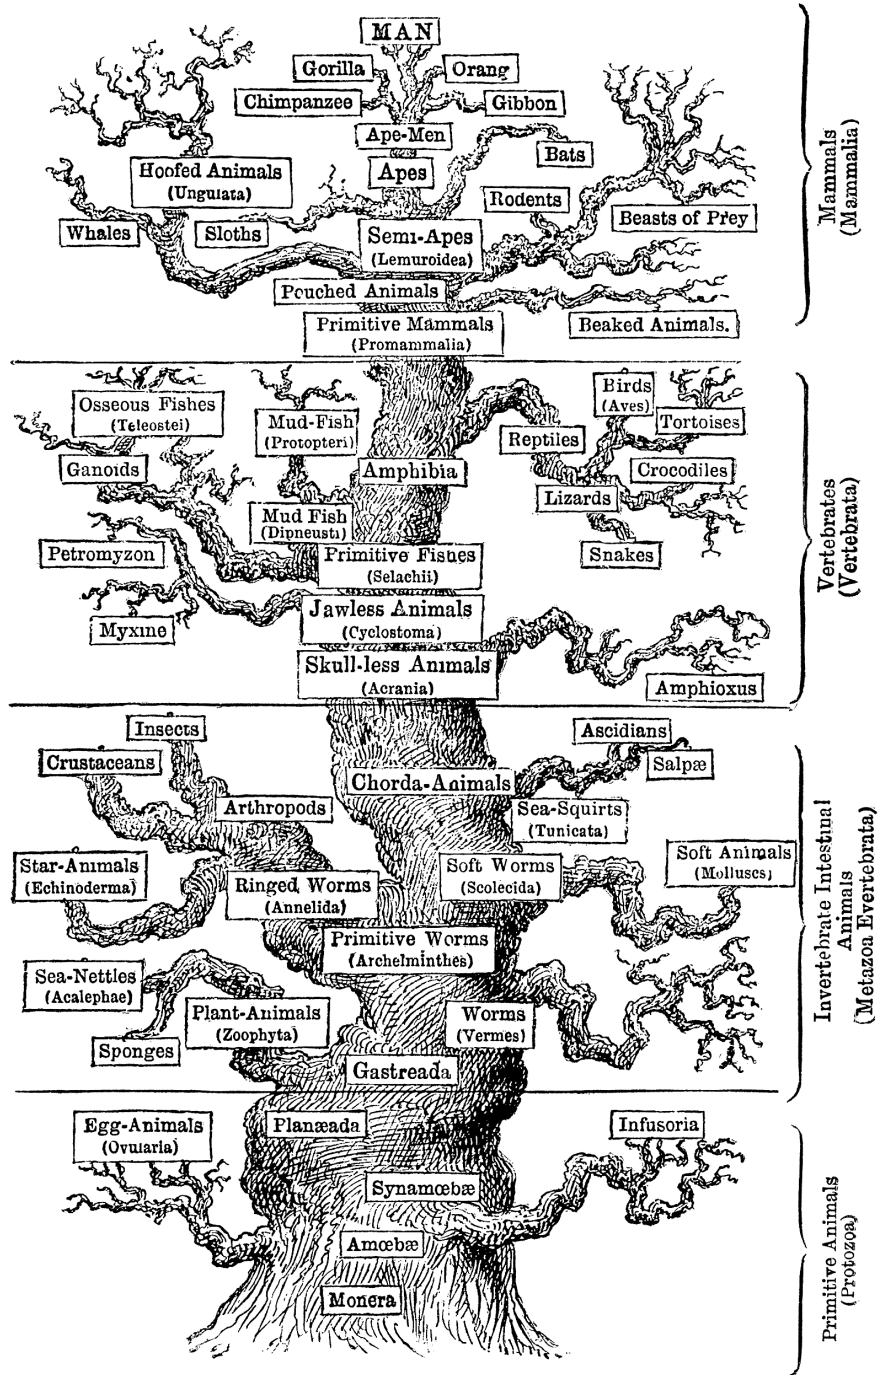 MAN
Gorilla
Orang
Chimpanzee
Gibbon
Ape-Men
Bats
Hoofed Animals
(Ungulata)
Apes
Rodents
Beasts of Prey
Whales
Sloths
Semi-Apes
(Lemuroidea)
Pouched Animals
Primitive Mammals
(Promammalia)
Beaked Animals.
Mammals
(Mammalia)
Osseous Fishes
(Teleostei)
Mud-Fish
(Protopteri)
Birds
(Aves)
Tortoises
Reptiles
Ganoids
Amphibia
Crocodiles
Lizards
Mud Fish
(Dipneusti)
Petromyzon
Primitive Fishes
(Selachii)
Snakes
Jawless Animals
(Cyclostoma)
Myxine
Skull-less Animals
(Acrania)
Amphioxus
Vertebrates
(Vertebrata)
Insects
Ascidians
Crustaceans
Salpæ
Chorda-Animals
Arthropods
Sea-Squirts
(Tunicata)
Star-Animals
(Echinoderma)
Soft Worms
(Scolecida)
Soft Animals
(Molluscs)
Ringed Worms
(Annelida)
Primitive Worms
(Archelminthes)
Sea-Nettles
(Acalephae)
Plant-Animals
(Zoophyta)
Worms
(Vermes)
Sponges
Gastreada
Invertebrate Intestinal
Animals
(Metazoa Evertebrata)
Egg-Animals
(Ovularia)
Planæada
Infusoria
Synamœbæ
Amœbæ
Monera
Primitive Animals
(Protozoa)